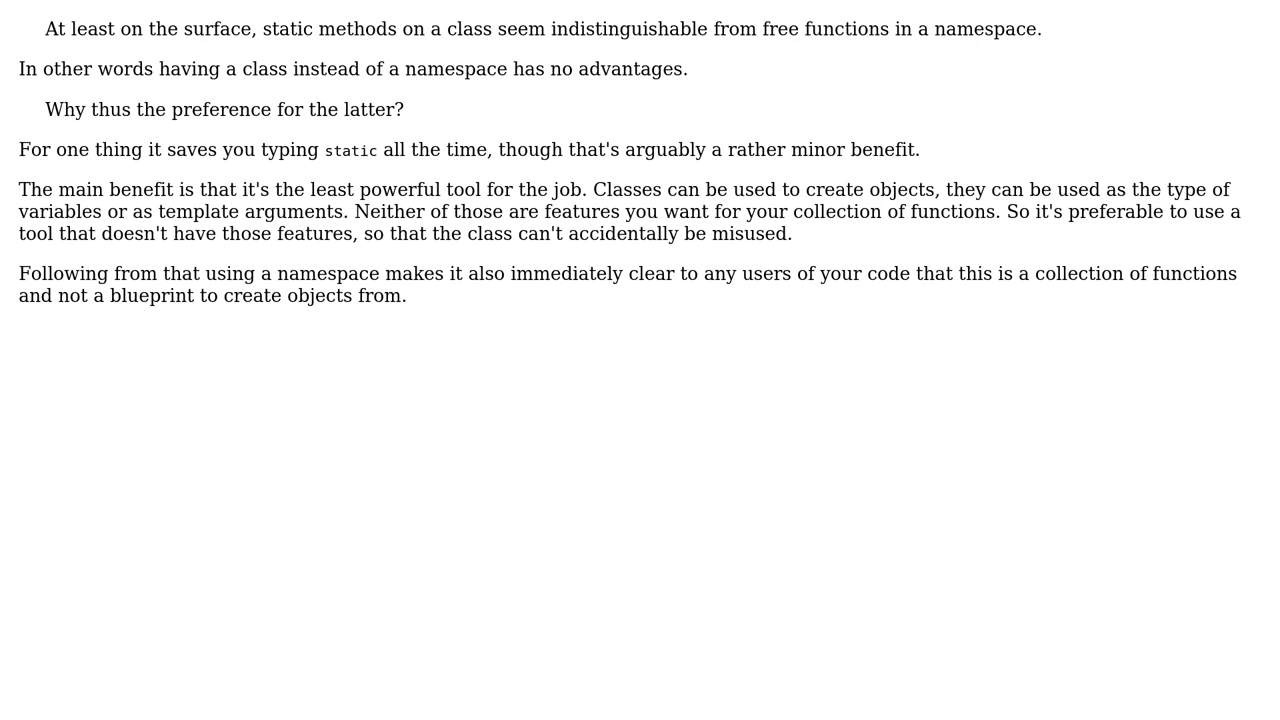 At least on the surface, static methods on a class seem indistinguishable from free functions in a namespace.
In other words having a class instead of a namespace has no advantages.
Why thus the preference for the latter?
For one thing it saves you typing static all the time, though that's arguably a rather minor benefit.
The main benefit is that it's the least powerful tool for the job. Classes can be used to create objects, they can be used as the type of
variables or as template arguments. Neither of those are features you want for your collection of functions. So it's preferable to use a
tool that doesn't have those features, so that the class can't accidentally be misused.
Following from that using a namespace makes it also immediately clear to any users of your code that this is a collection of functions
and not a blueprint to create objects from.